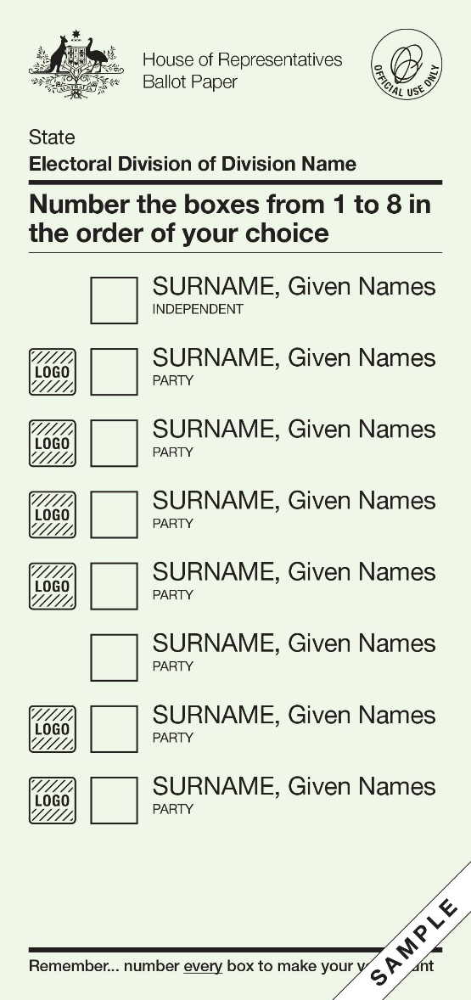 AUSTRALIA
House of Representatives
Ballot Paper
OFFICIAL USE ONLY
State
Electoral Division of Division Name
Number the boxes from 1 to 8 in
the order of your choice
SURNAME, Given Names
INDEPENDENT
LOGO
SURNAME, Given Names
PARTY
LOGO
SURNAME, Given Names
PARTY
LOGO
SURNAME, Given Names
PARTY
LOGO
SURNAME, Given Names
PARTY
SURNAME, Given Names
PARTY
LOGO
SURNAME, Given Names
PARTY
LOGO
SURNAME, Given Names
PARTY
Remember... number every box to make your
SAMPLE